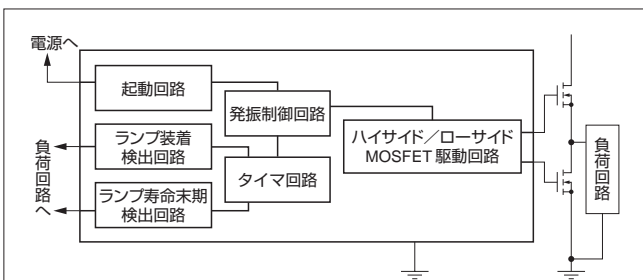 電源へ
起動回路
発振制御回路
ランプ装着
検出回路
ハイサイド／ローサイド
MOSFET 駆動回路
負荷回路
負荷回路へ
タイマ回路
ランプ寿命末期
検出回路